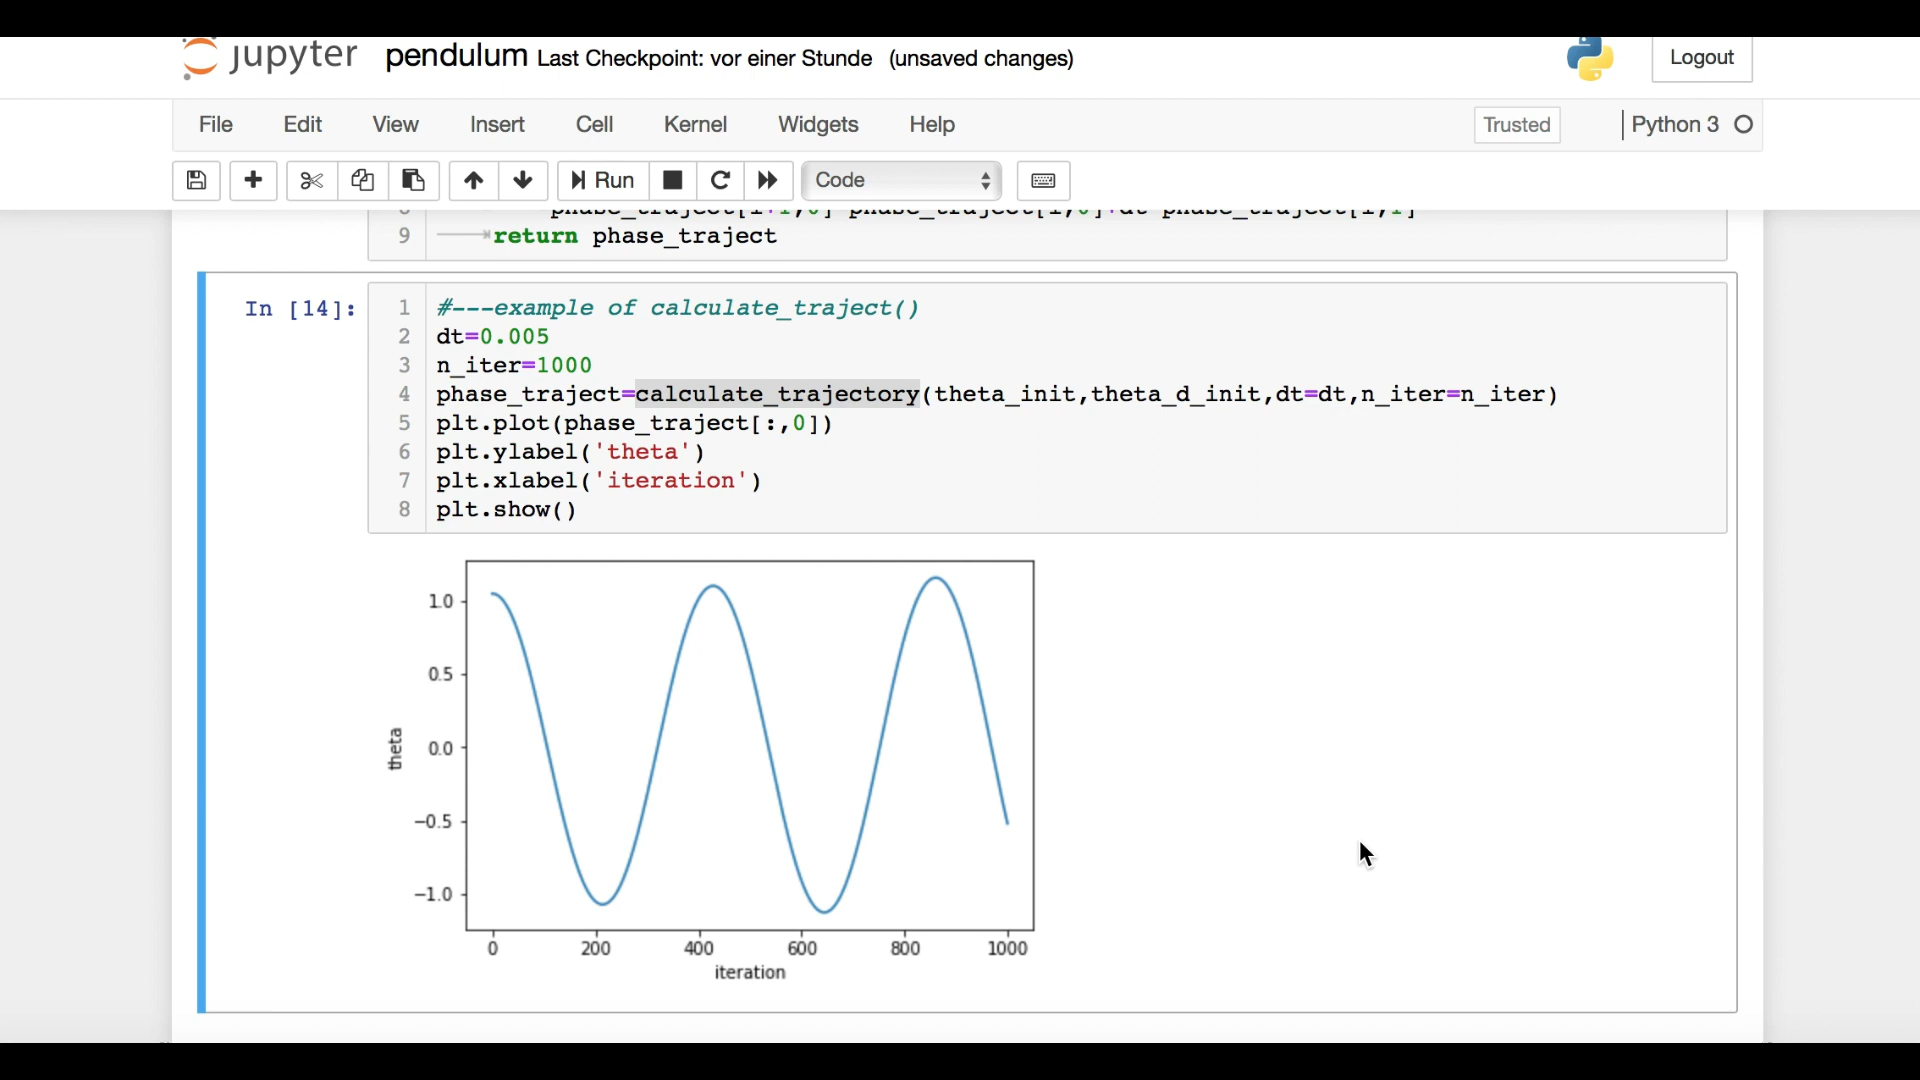 jupyter pendulum Last Checkpoint: vor einer Stunde (unsaved changes) Logout
File Edit View Insert Cell Kernel Widgets Help Trusted Python 3
Run Code
9 return phase_traject
In [14]:
1 #---example of calculate_traject()
2 dt=0.005
3 n_iter=1000
4 phase_traject=calculate_trajectory(theta_init,theta_d_init,dt=dt,n_iter=n_iter)
5 plt.plot(phase_traject[:,0])
6 plt.ylabel('theta')
7 plt.xlabel('iteration')
8 plt.show()
1.0
0.5
0.0
−0.5
−1.0
theta
0 200 400 600 800 1000
iteration